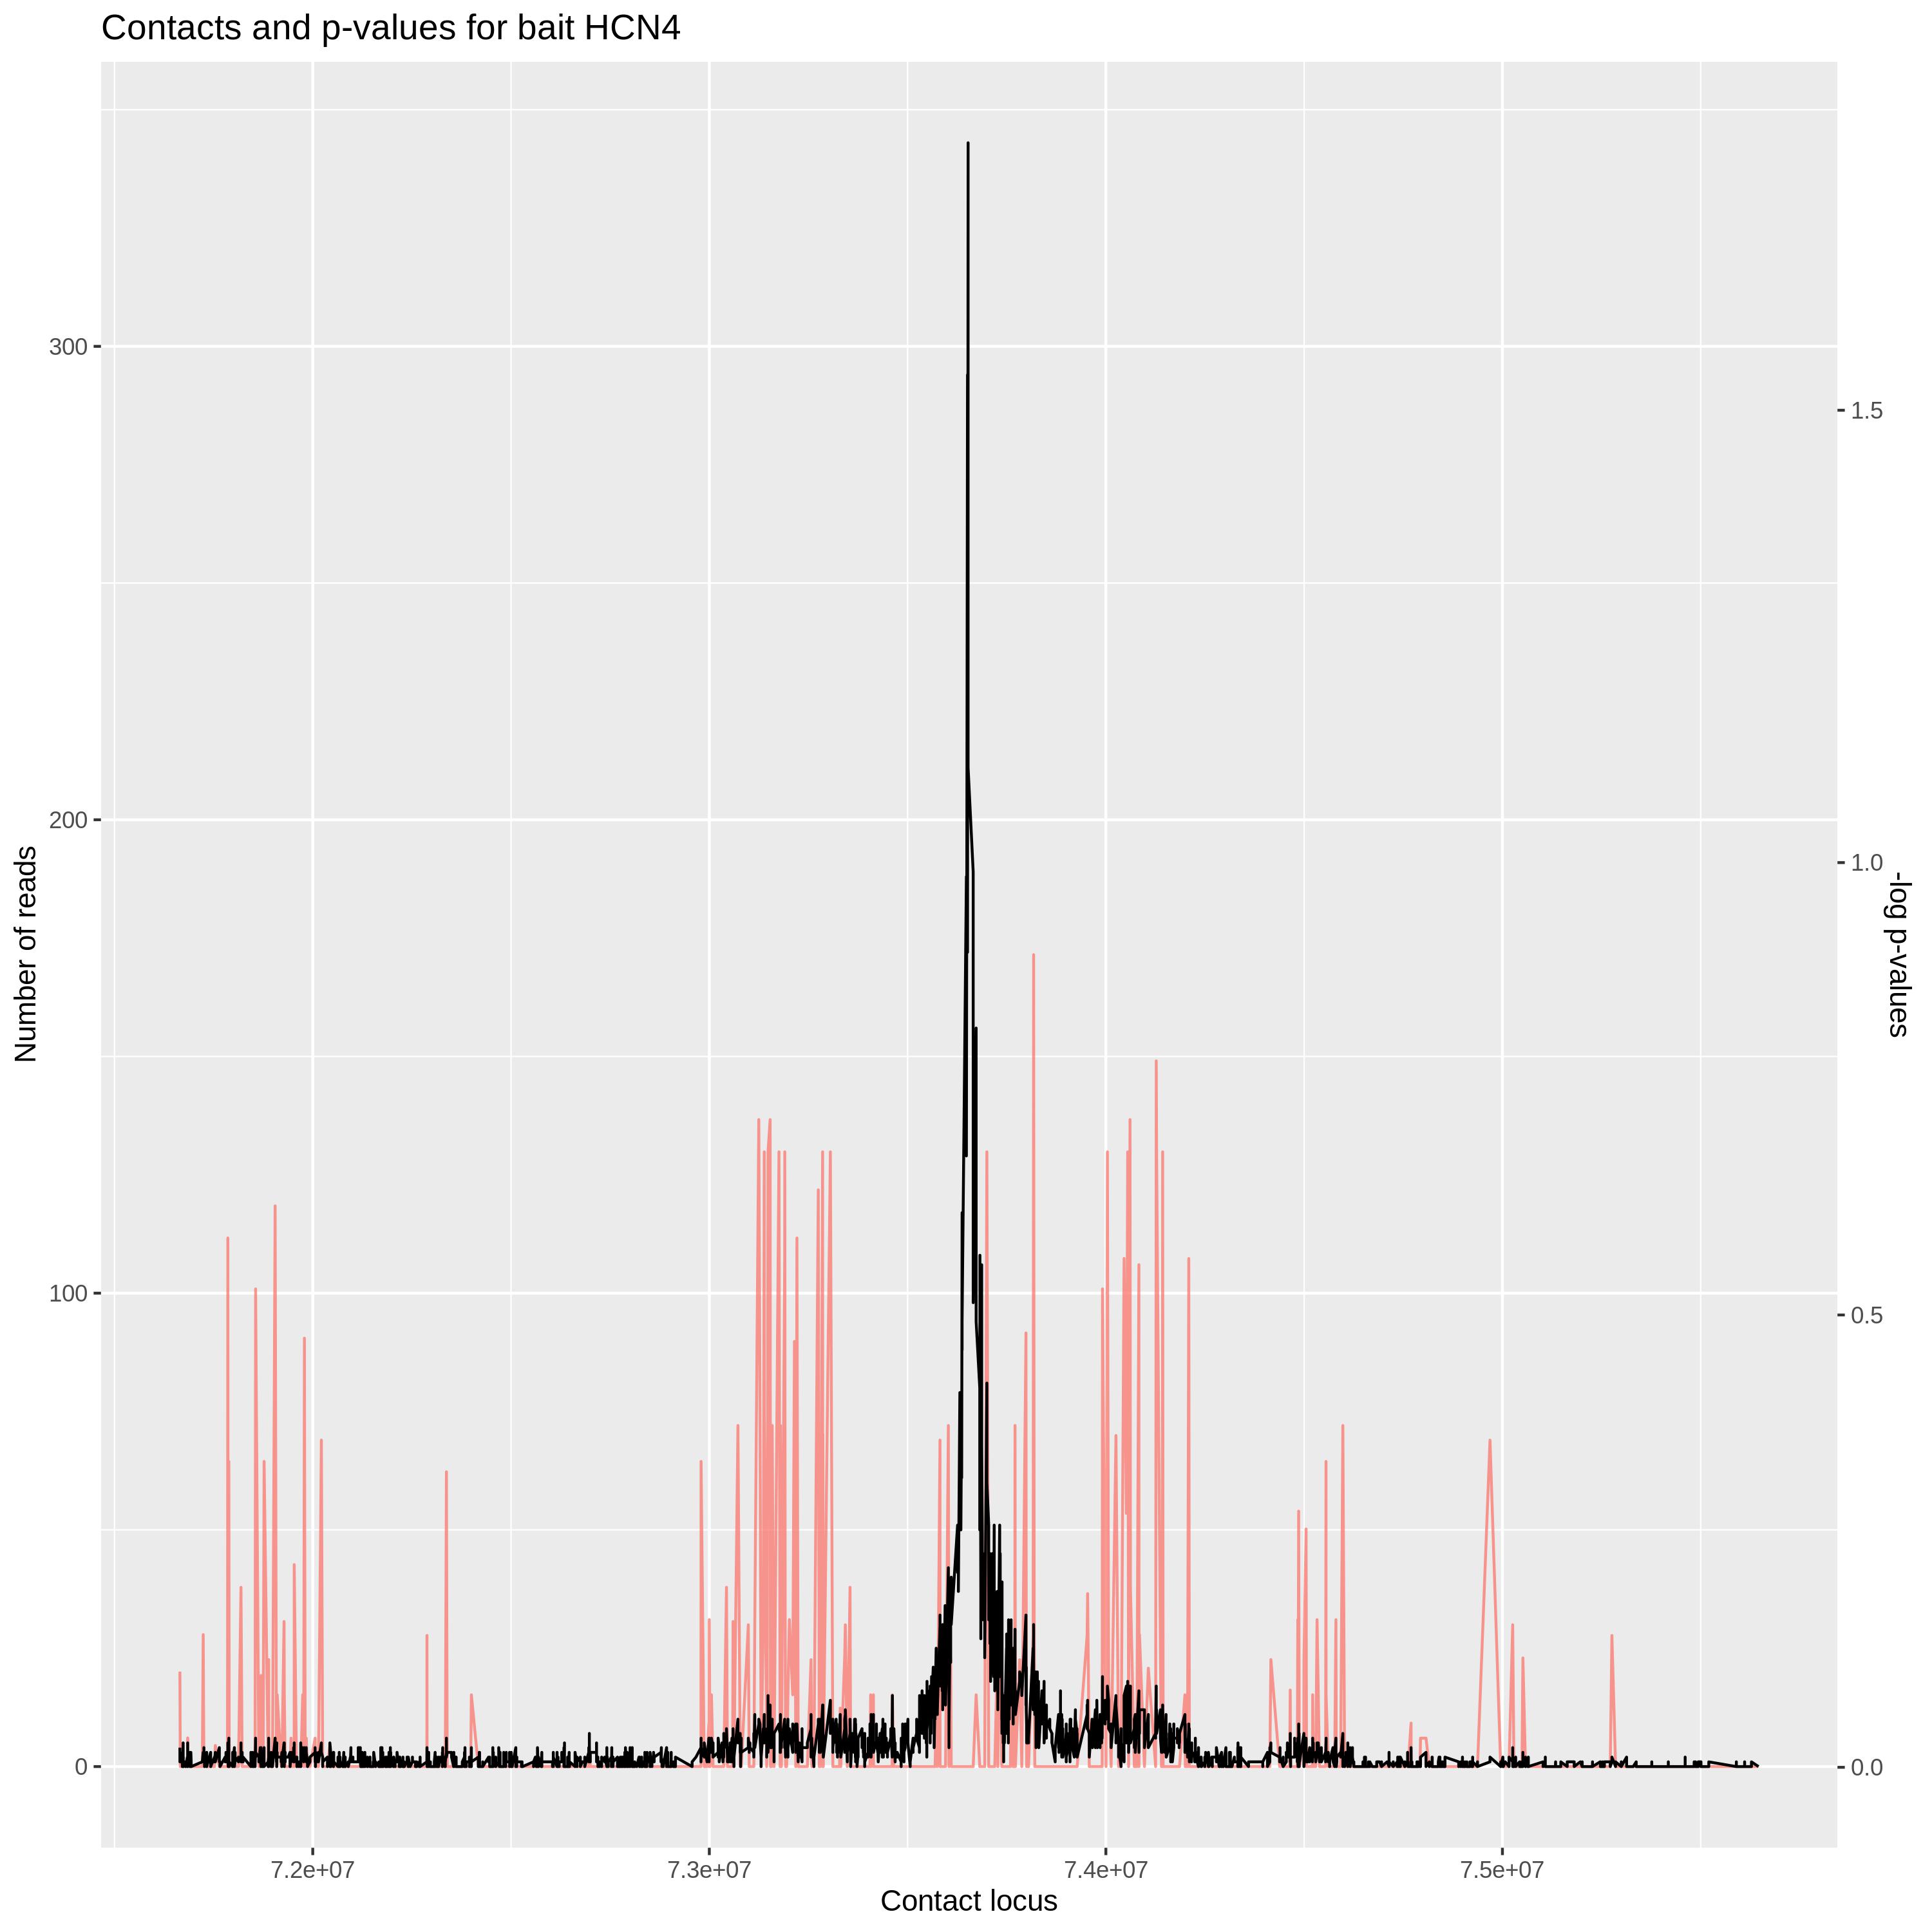 Contacts and p-values for bait HCN4
Number of reads
300
200
100
0
1.5
1.0
0.5
0.0
-log p-values
7.2e+07
7.3e+07
7.4e+07
7.5e+07
Contact locus